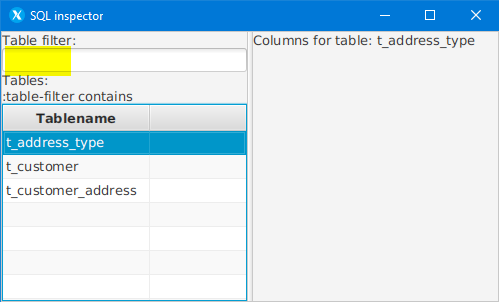 SQL inspector
Table filter:
Tables:
:table-filter contains
Tablename
t_address_type
t_customer
t_customer_address
Columns for table: t_address_type